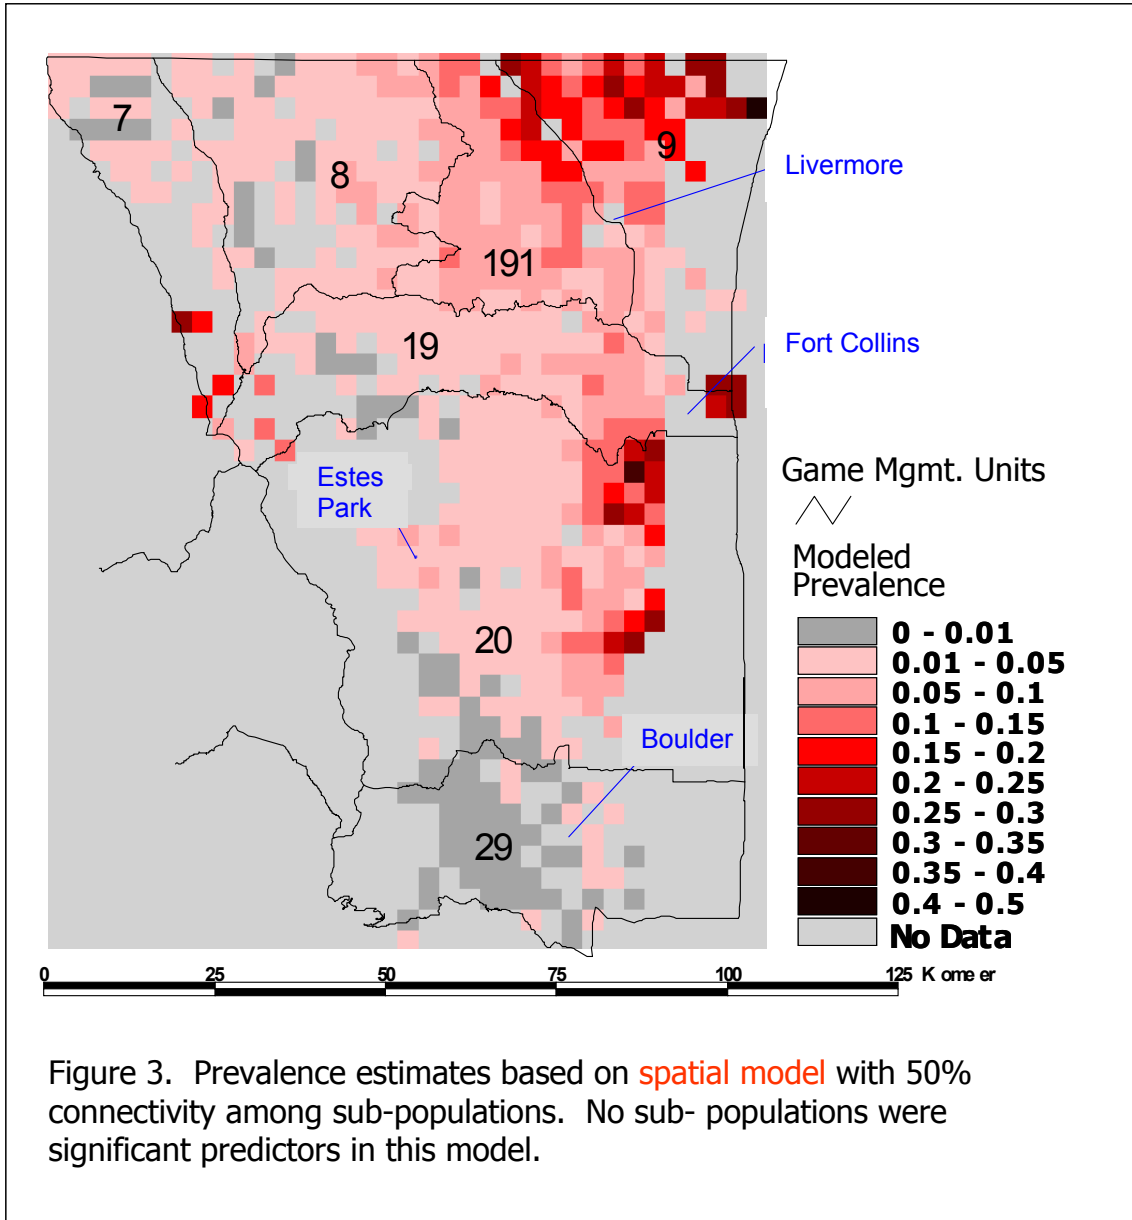 7
8
9
191
19
20
29
Livermore
Fort Collins
Estes
Park
Boulder
Game Mgmt. Units
Modeled
Prevalence
0 - 0.01
0.01 - 0.05
0.05 - 0.1
0.1 - 0.15
0.15 - 0.2
0.2 - 0.25
0.25 - 0.3
0.3 - 0.35
0.35 - 0.4
0.4 - 0.5
No Data
0 25 50 75 100 125 K ome er
Figure 3. Prevalence estimates based on spatial model with 50%
connectivity among sub-populations. No sub- populations were
significant predictors in this model.